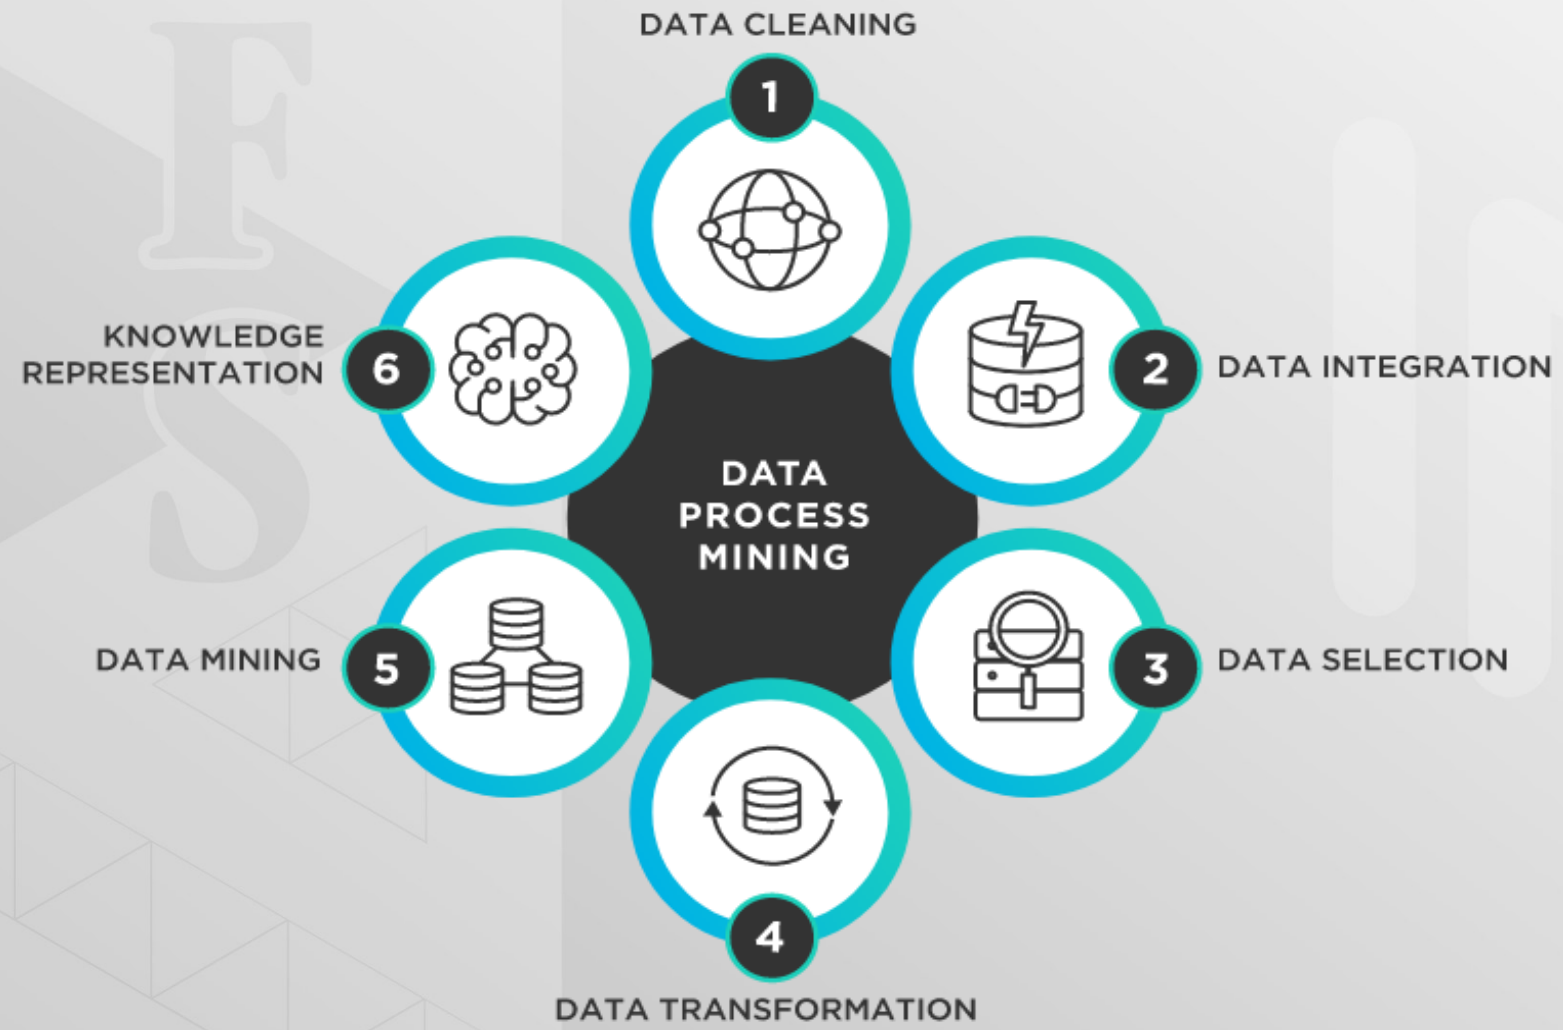 DATA CLEANING
1
2
DATA INTEGRATION
3
DATA SELECTION
4
DATA TRANSFORMATION
5
DATA MINING
6
KNOWLEDGE
REPRESENTATION
DATA
PROCESS
MINING
F
S